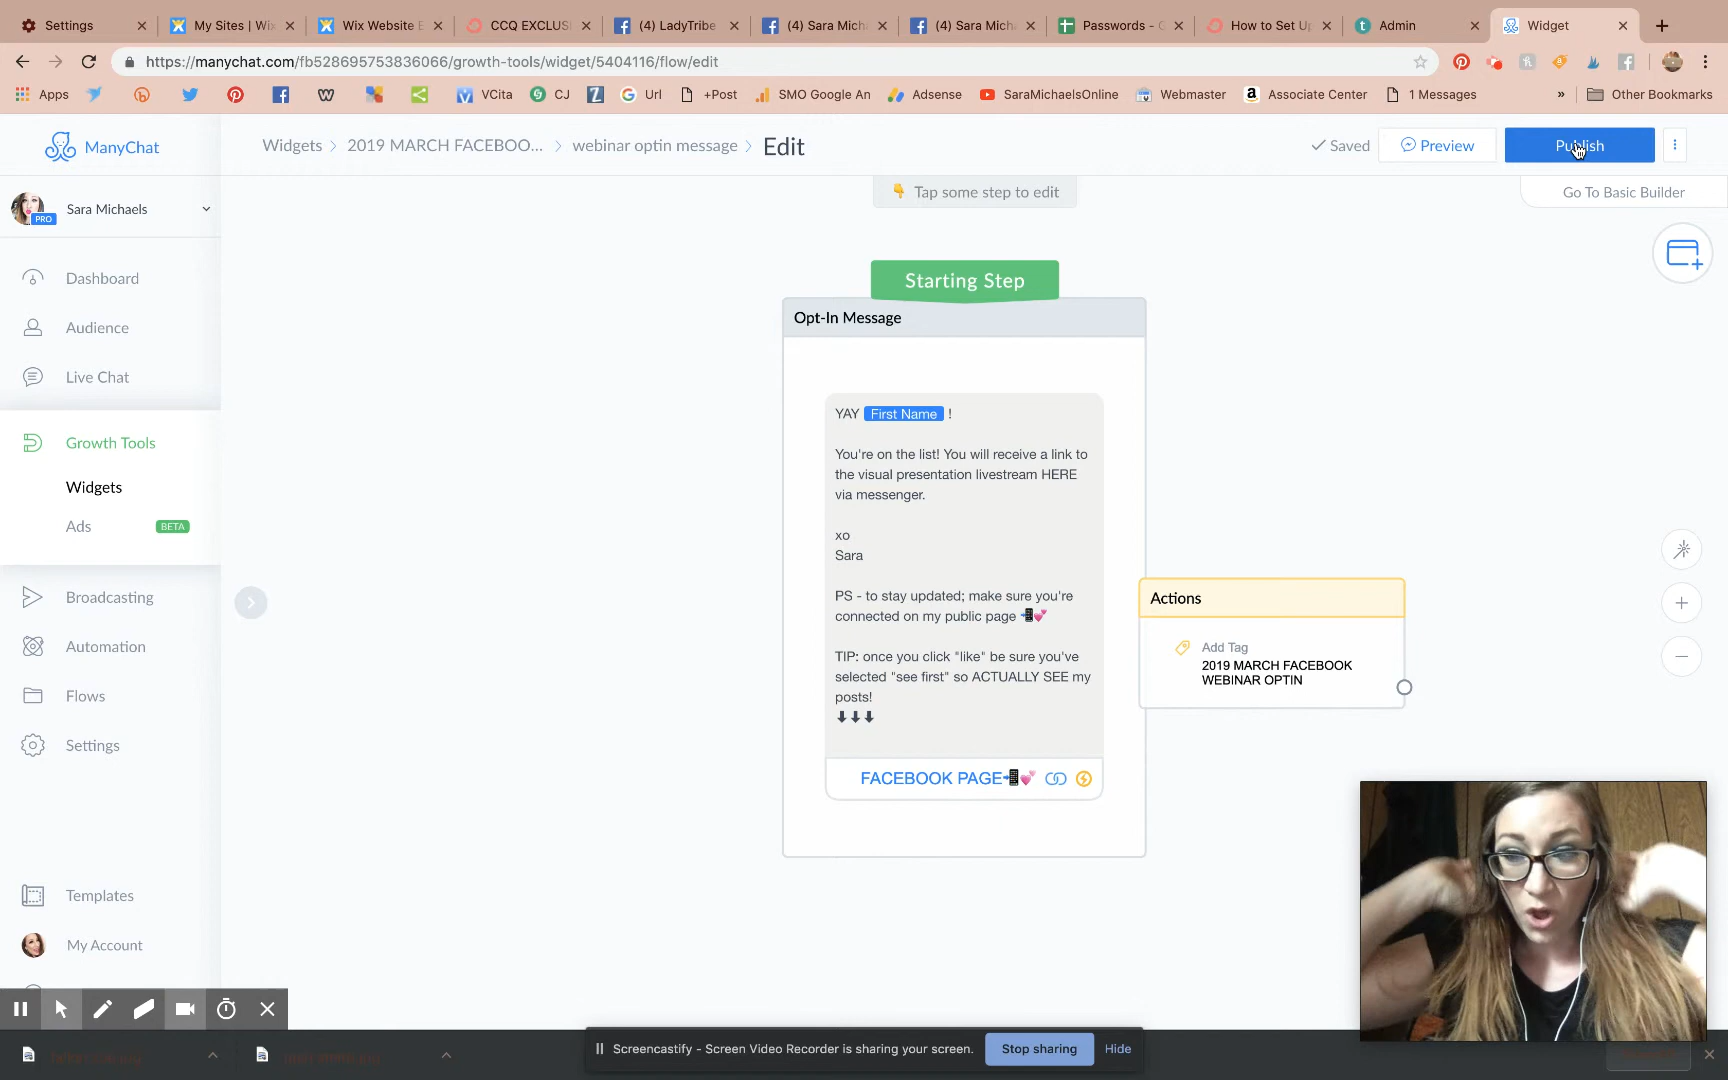 Settings
My Sites | Wix
Wix Website E
CCQ EXCLUS
(4) LadyTribe
(4) Sara Micha
(4) Sara Micha
Passwords - G
How to Set Up
Admin
Widget
https://manychat.com/fb528695753836066/growth-tools/widget/5404116/flow/edit
Apps
VCita
CJ
Url
+Post
SMO Google An
Adsense
SaraMichaelsOnline
Webmaster
Associate Center
1 Messages
»
Other Bookmarks
ManyChat
Widgets > 2019 MARCH FACEBOO... > webinar optin message > Edit
Saved
Preview
Publish
👇 Tap some step to edit
Go To Basic Builder
Sara Michaels
PRO
Dashboard
Audience
Live Chat
Growth Tools
Widgets
Ads
BETA
Broadcasting
Automation
Flows
Settings
Templates
My Account
Starting Step
Opt-In Message
YAY First Name !
You're on the list! You will receive a link to
the visual presentation livestream HERE
via messenger.
xo
Sara
PS - to stay updated; make sure you're
connected on my public page 📲💕
TIP: once you click "like" be sure you've
selected "see first" so ACTUALLY SEE my
posts!
⬇⬇⬇
FACEBOOK PAGE📲💕
Actions
Add Tag
2019 MARCH FACEBOOK
WEBINAR OPTIN
Screencastify - Screen Video Recorder is sharing your screen.
Stop sharing
Hide